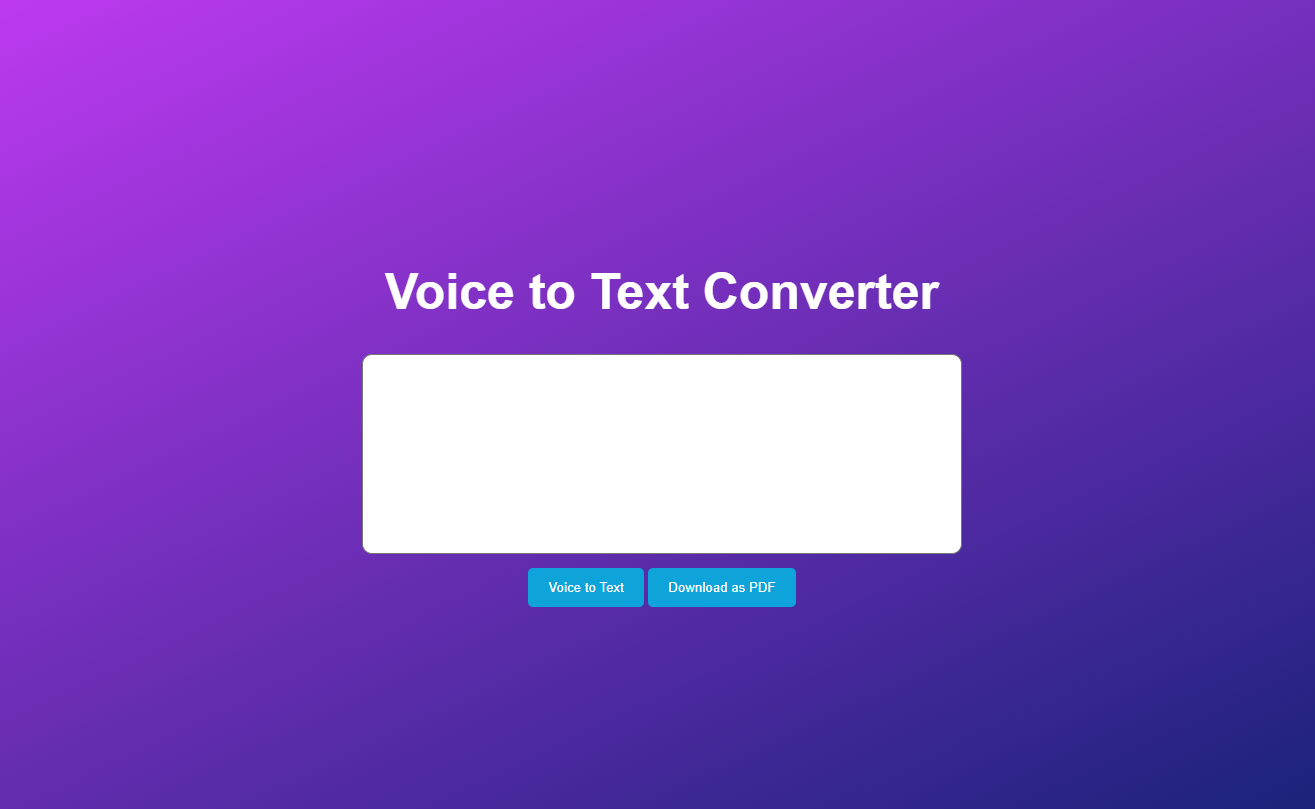 Voice to Text Converter
Voice to Text
Download as PDF